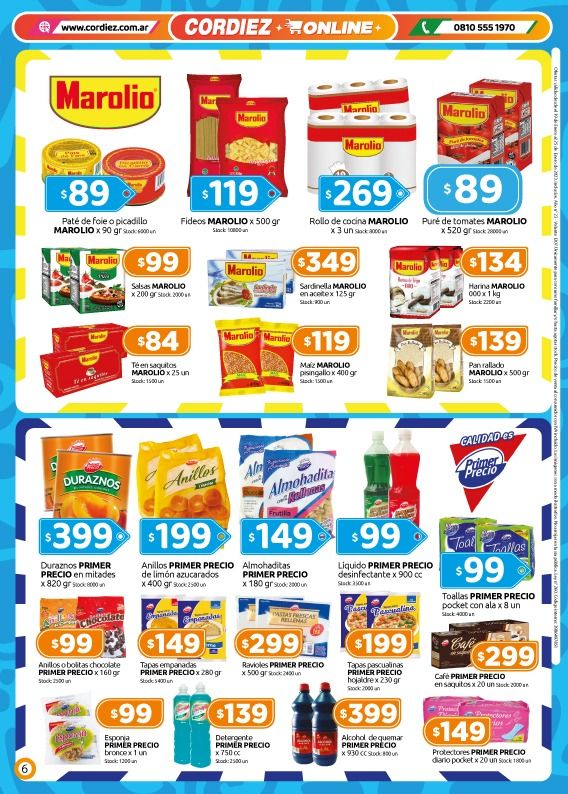 www.cordiez.com.ar
CORDIEZ ONLINE
0810 555 1970
Marolio
$89
Paté de foie o picadillo
MAROLIO x 90 gr Stock: 6000 un
$119
Fideos MAROLIO x 500 gr
Stock: 10800 un
$269
Rollo de cocina MAROLIO
x 3 un Stock: 8000 un
$89
Puré de tomates MAROLIO
x 520 gr Stock: 28000 un
$99
Salsas MAROLIO
x 200 gr Stock: 2000 un
$349
Sardinella MAROLIO
en aceite x 125 gr
Stock: 900 un
$134
Harina MAROLIO
000 x 1 kg
Stock: 2200 un
$84
Té en saquitos
MAROLIO x 25 un
Stock: 1500 un
$119
Maíz MAROLIO
pisingallo x 400 gr
Stock: 1500 un
$139
Pan rallado
MAROLIO x 500 gr
Stock: 1500 un
CALIDAD es
Primer
Precio
DURAZNOS
$399
Duraznos PRIMER
PRECIO en mitades
x 820 gr Stock: 8000 un
Anillos
$199
Anillos PRIMER PRECIO
de limón azucarados
x 400 gr Stock: 2500 un
Almohaditas
con Relleno
Frutilla
$149
Almohaditas
PRIMER PRECIO
x 180 gr Stock: 2000 un
$99
Liquido PRIMER PRECIO
desinfectante x 900 cc
Stock: 3500 un
Toallas
Toallas
$99
Toallas PRIMER PRECIO
pocket con ala x 8 un
Stock: 4000 un
$99
Anillos o bolitas chocolate
PRIMER PRECIO x 160 gr
Stock: 2500 un
$149
Tapas empanadas
PRIMER PRECIO x 280 gr
Stock: 5500 un
PASTAS FRESCAS
RELLENAS
$299
Ravioles PRIMER PRECIO
x 500 gr Stock: 2400 un
Pascualina
$199
Tapas pascualinas
PRIMER PRECIO
hojaldre x 230 gr
Stock: 2000 un
Café
$299
Café PRIMER PRECIO
en saquitos x 20 un Stock: 2000 un
$99
Esponja
PRIMER PRECIO
bronce x 1 un
Stock: 1200 un
$139
Detergente
PRIMER PRECIO
x 750 cc
Stock: 2500 un
$399
Alcohol de quemar
PRIMER PRECIO
x 930 cc Stock: 800 un
$149
Protectores PRIMER PRECIO
diario pocket x 20 un Stock: 1800 un
6